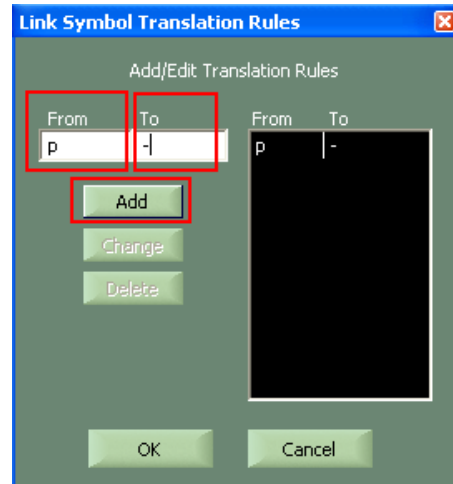 Link Symbol Translation Rules
Add/Edit Translation Rules
From To From To
p - p -
Add
Change
Delete
OK Cancel